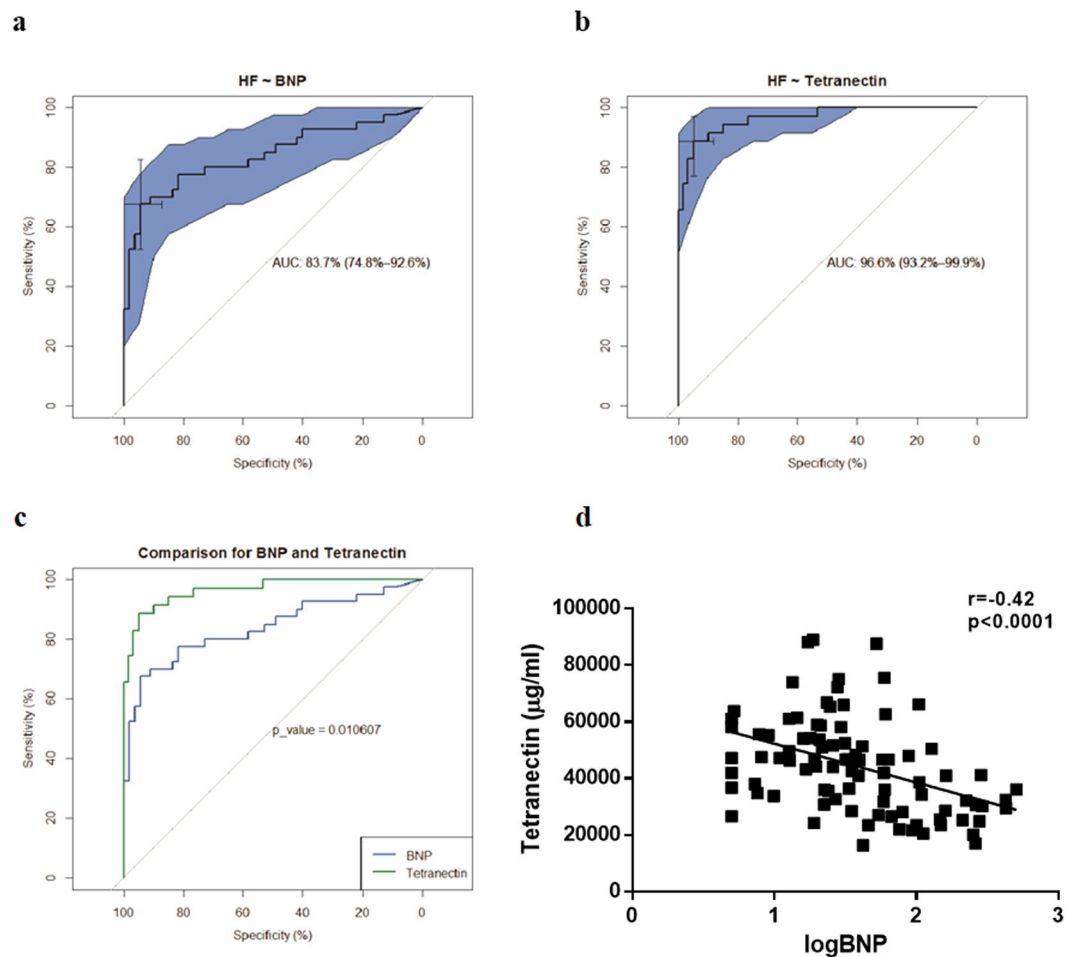 a
HF ~ BNP
100
80
60
40
20
0
Sensitivity (%)
AUC: 83.7% (74.8%–92.6%)
100 80 60 40 20 0
Specificity (%)
b
HF ~ Tetranectin
100
80
60
40
20
0
Sensitivity (%)
AUC: 96.6% (93.2%–99.9%)
100 80 60 40 20 0
Specificity (%)
c
Comparison for BNP and Tetranectin
100
80
60
40
20
0
Sensitivity (%)
p_value = 0.010607
BNP
Tetranectin
100 80 60 40 20 0
Specificity (%)
d
r=-0.42
p<0.0001
100000
80000
60000
40000
20000
0
Tetranectin (µg/ml)
0 1 2 3
logBNP